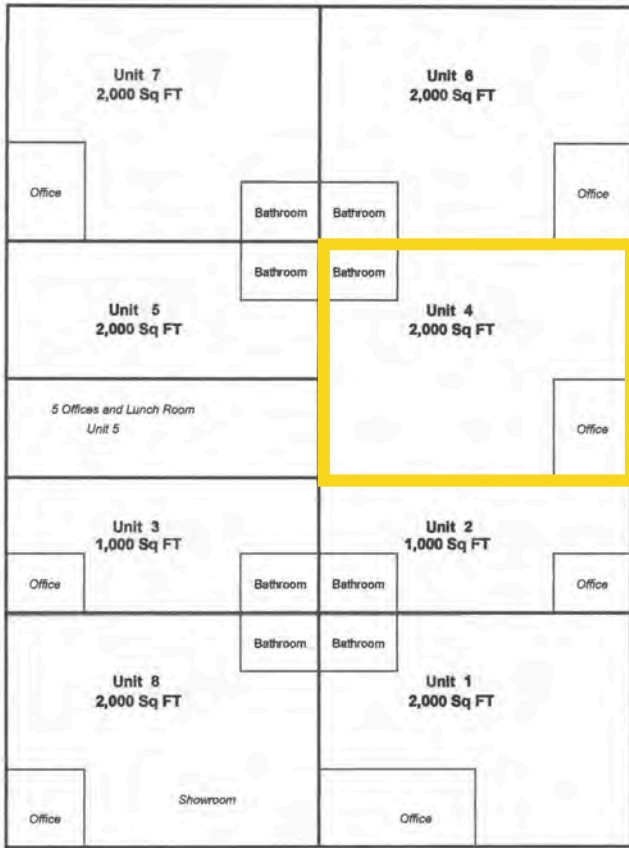 Unit 7
2,000 Sq FT
Unit 6
2,000 Sq FT
Office
Bathroom
Bathroom
Office
Bathroom
Bathroom
Unit 5
2,000 Sq FT
Unit 4
2,000 Sq FT
5 Offices and Lunch Room
Unit 5
Office
Unit 3
1,000 Sq FT
Unit 2
1,000 Sq FT
Office
Bathroom
Bathroom
Office
Bathroom
Bathroom
Unit 8
2,000 Sq FT
Unit 1
2,000 Sq FT
Showroom
Office
Office